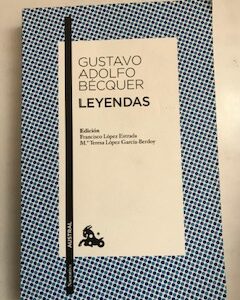 GUSTAVO
ADOLFO
BÉCQUER
LEYENDAS
Edición
Francisco López Estrada
M.ª Teresa López García-Berdoy
AUSTRAL